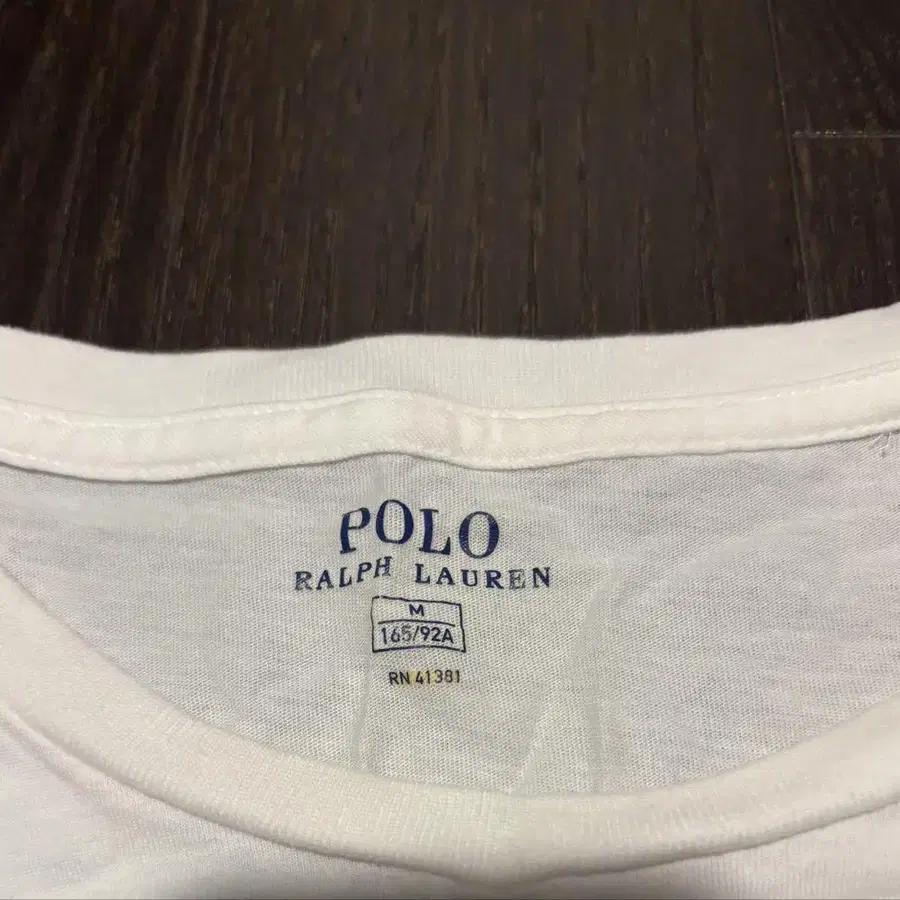 POLO
RALPH LAUREN
M
165/92A
RN 41381